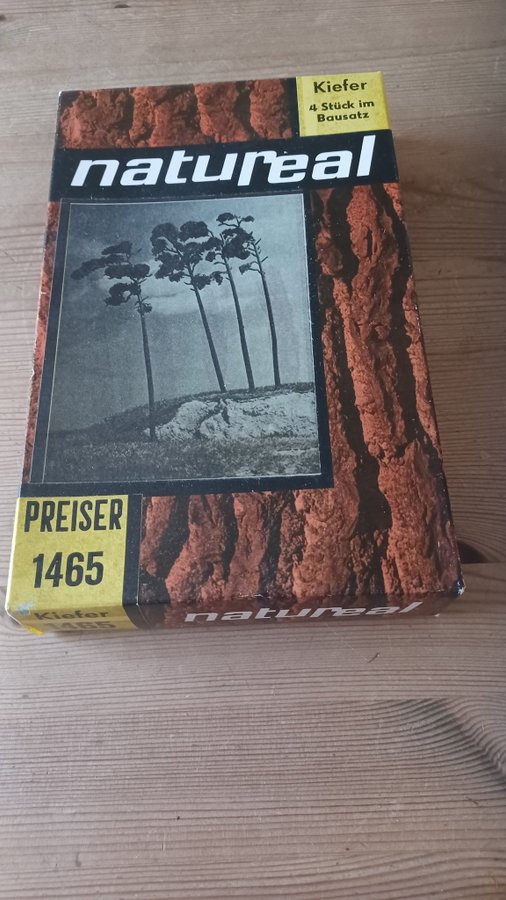 Kiefer
4 Stück im
Bausatz
natureal
PREISER
1465
Kiefer
1465
natureal